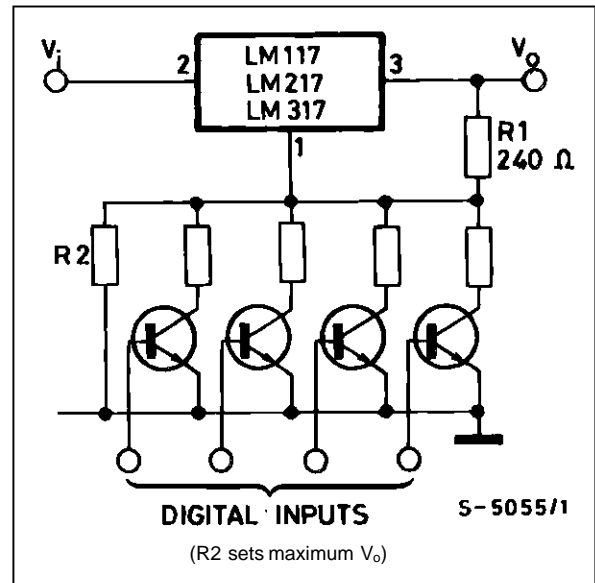 Vi
2
LM117
LM217
LM317
3
Vo
1
R1
240 Ω
R2
DIGITAL INPUTS
S-5055/1
(R2 sets maximum Vo)